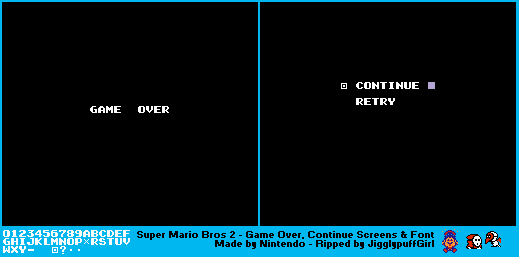 GAME OVER
CONTINUE
RETRY
0123456789ABCDEF
GHIJKLMNOP×RSTUV
WXY- ⊡?··
Super Mario Bros 2 - Game Over, Continue Screens & Font
Made by Nintendo - Ripped by JigglypuffGirl